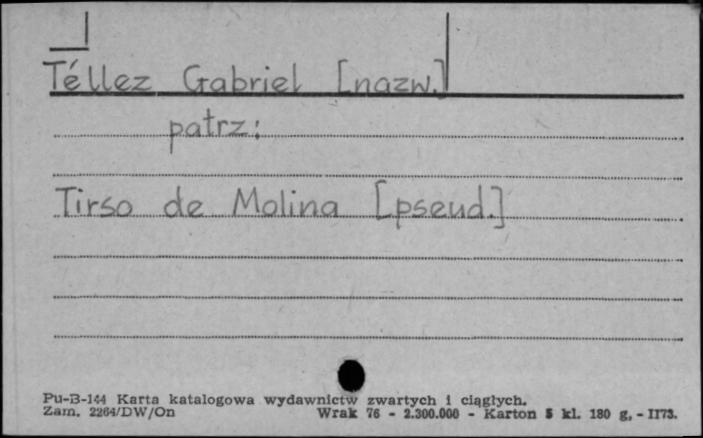 Téllez Gabriel [nazw.]
patrz:
Tirso de Molina [pseud.]
Pu-B-144 Karta katalogowa wydawnictw zwartych i ciągłych.
Zam. 2264/DW/On Wrak 76 - 2.300.000 - Karton 5 kl. 180 g. - II73.